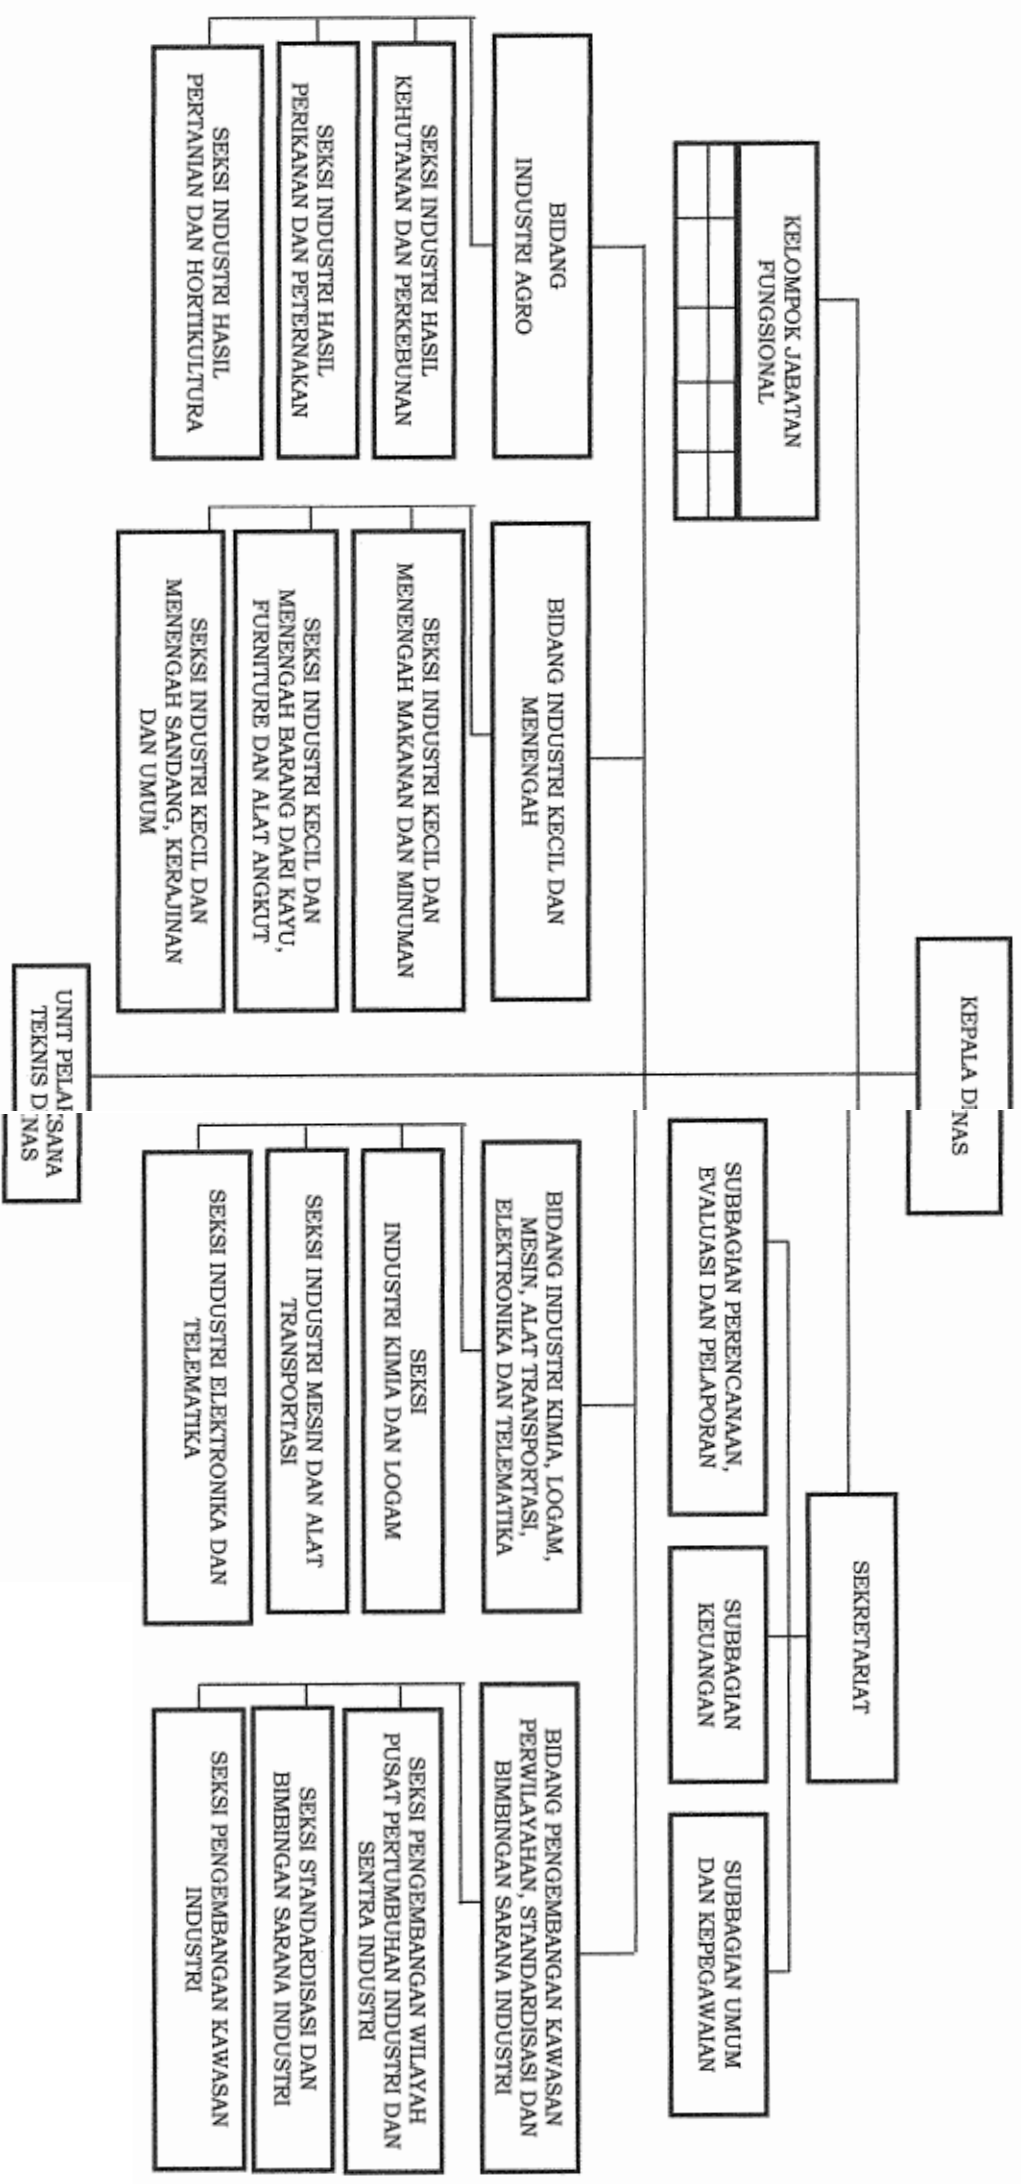 KEPALA DINAS
KELOMPOK JABATAN
FUNGSIONAL
SEKRETARIAT
SUBBAGIAN PERENCANAAN,
EVALUASI DAN PELAPORAN
SUBBAGIAN
KEUANGAN
SUBBAGIAN UMUM
DAN KEPEGAWAIAN
BIDANG
INDUSTRI AGRO
SEKSI INDUSTRI HASIL
KEHUTANAN DAN PERKEBUNAN
SEKSI INDUSTRI HASIL
PERIKANAN DAN PETERNAKAN
SEKSI INDUSTRI HASIL
PERTANIAN DAN HORTIKULTURA
BIDANG INDUSTRI KECIL DAN
MENENGAH
SEKSI INDUSTRI KECIL DAN
MENENGAH MAKANAN DAN MINUMAN
SEKSI INDUSTRI KECIL DAN
MENENGAH BARANG DARI KAYU,
FURNITURE DAN ALAT ANGKUT
SEKSI INDUSTRI KECIL DAN
MENENGAH SANDANG, KERAJINAN
DAN UMUM
BIDANG INDUSTRI KIMIA, LOGAM,
MESIN, ALAT TRANSPORTASI,
ELEKTRONIKA DAN TELEMATIKA
SEKSI
INDUSTRI KIMIA DAN LOGAM
SEKSI INDUSTRI MESIN DAN ALAT
TRANSPORTASI
SEKSI INDUSTRI ELEKTRONIKA DAN
TELEMATIKA
BIDANG PENGEMBANGAN KAWASAN
PERWILAYAHAN, STANDARDISASI DAN
BIMBINGAN SARANA INDUSTRI
SEKSI PENGEMBANGAN WILAYAH
PUSAT PERTUMBUHAN INDUSTRI DAN
SENTRA INDUSTRI
SEKSI STANDARDISASI DAN
BIMBINGAN SARANA INDUSTRI
SEKSI PENGEMBANGAN KAWASAN
INDUSTRI
UNIT PELAKSANA
TEKNIS DINAS